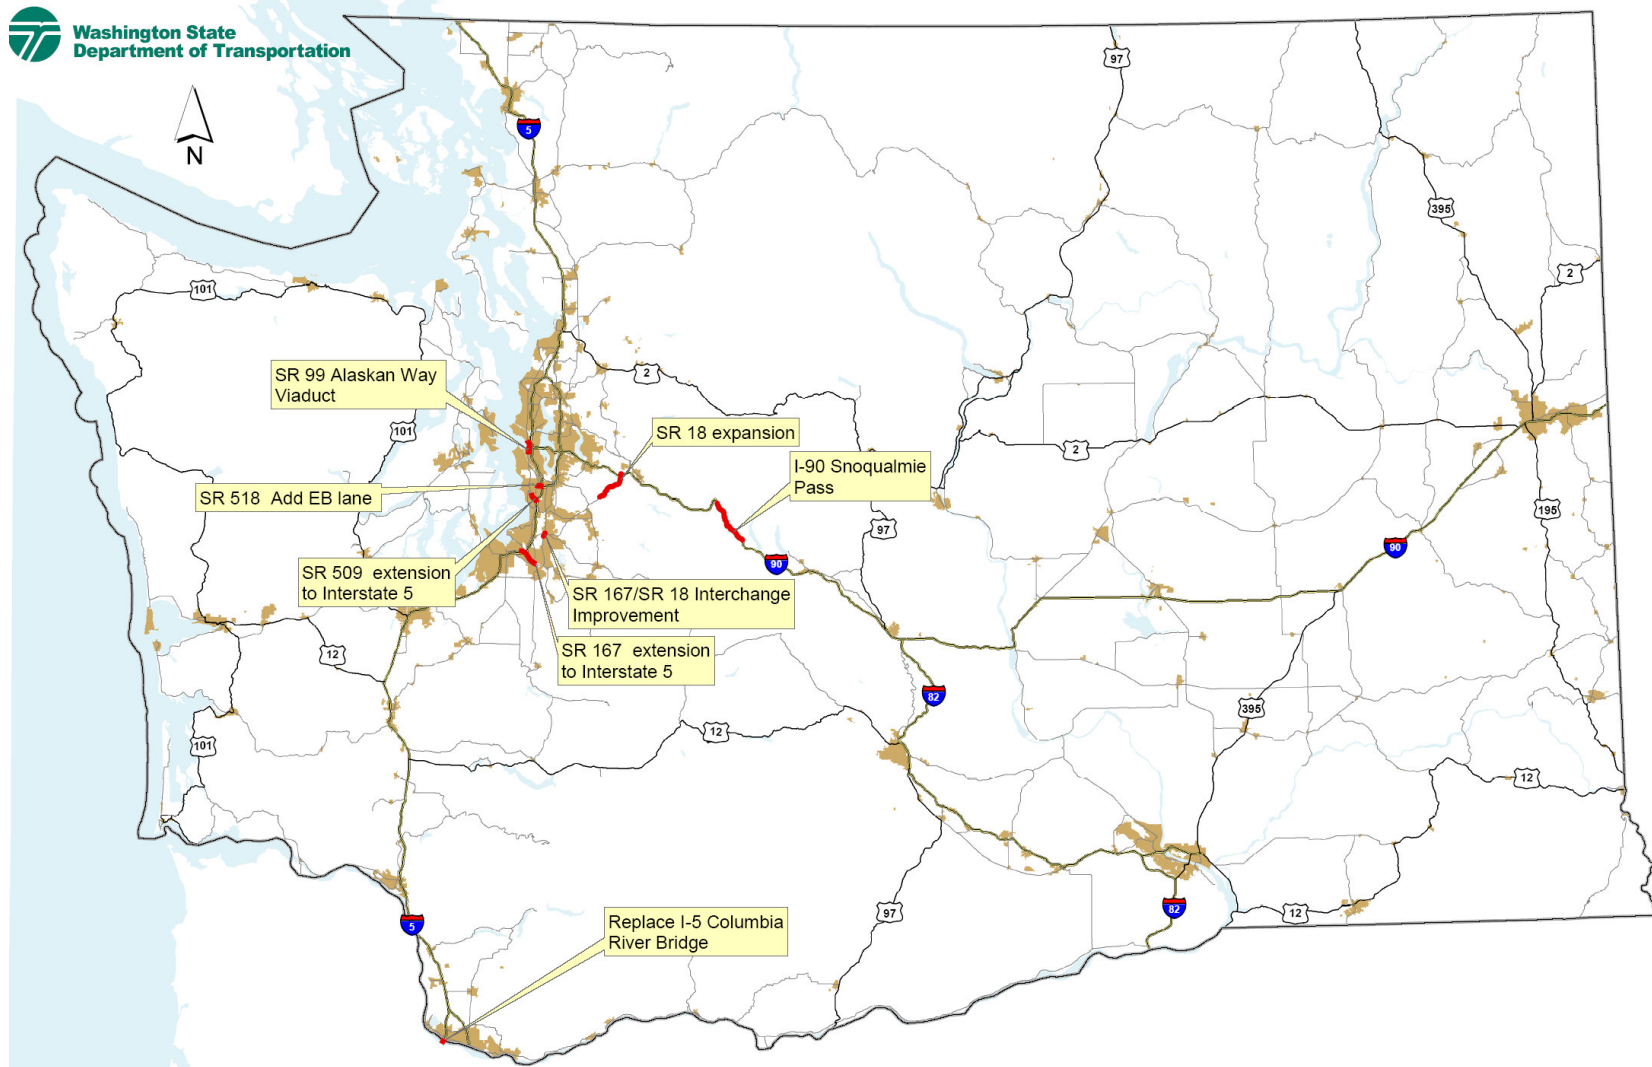 Washington State
Department of Transportation
N
97
5
395
2
101
2
SR 99 Alaskan Way
Viaduct
101
SR 18 expansion
2
I-90 Snoqualmie
Pass
SR 518  Add EB lane
97
195
90
90
SR 509  extension
to Interstate 5
SR 167/SR 18 Interchange
Improvement
SR 167  extension
to Interstate 5
12
82
395
101
12
12
Replace I-5 Columbia
River Bridge
5
97
82
12